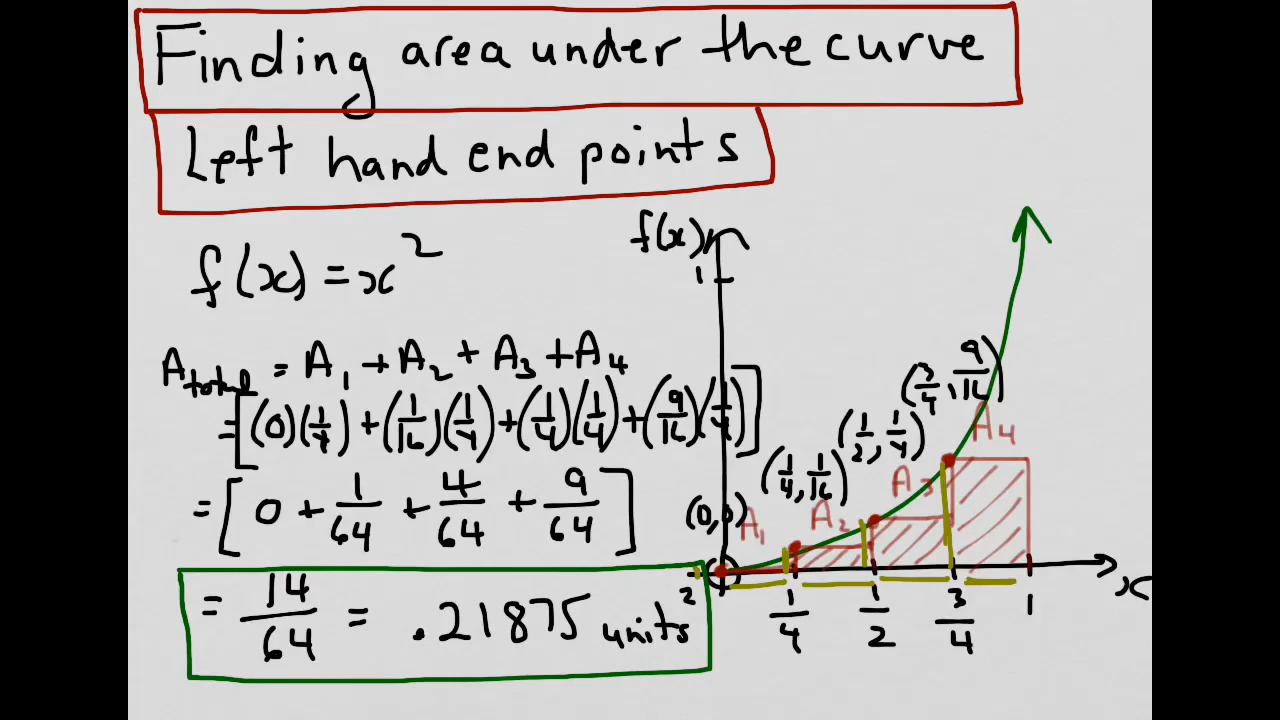 Finding area under the curve
Left hand end points
f(x) = x²
A total = A₁ + A₂ + A₃ + A₄
= [(0)(1/4) + (1/16)(1/4) + (1/4)(1/4) + (9/16)(1/4)]
= [0 + 1/64 + 4/64 + 9/64]
= 14/64 = .21875 units²
f(x)
1
(3/4, 9/16)
(1/2, 1/4)
A₄
(1/4, 1/16)
A₃
(0,0)
A₁
A₂
x
1/4
1/2
3/4
1